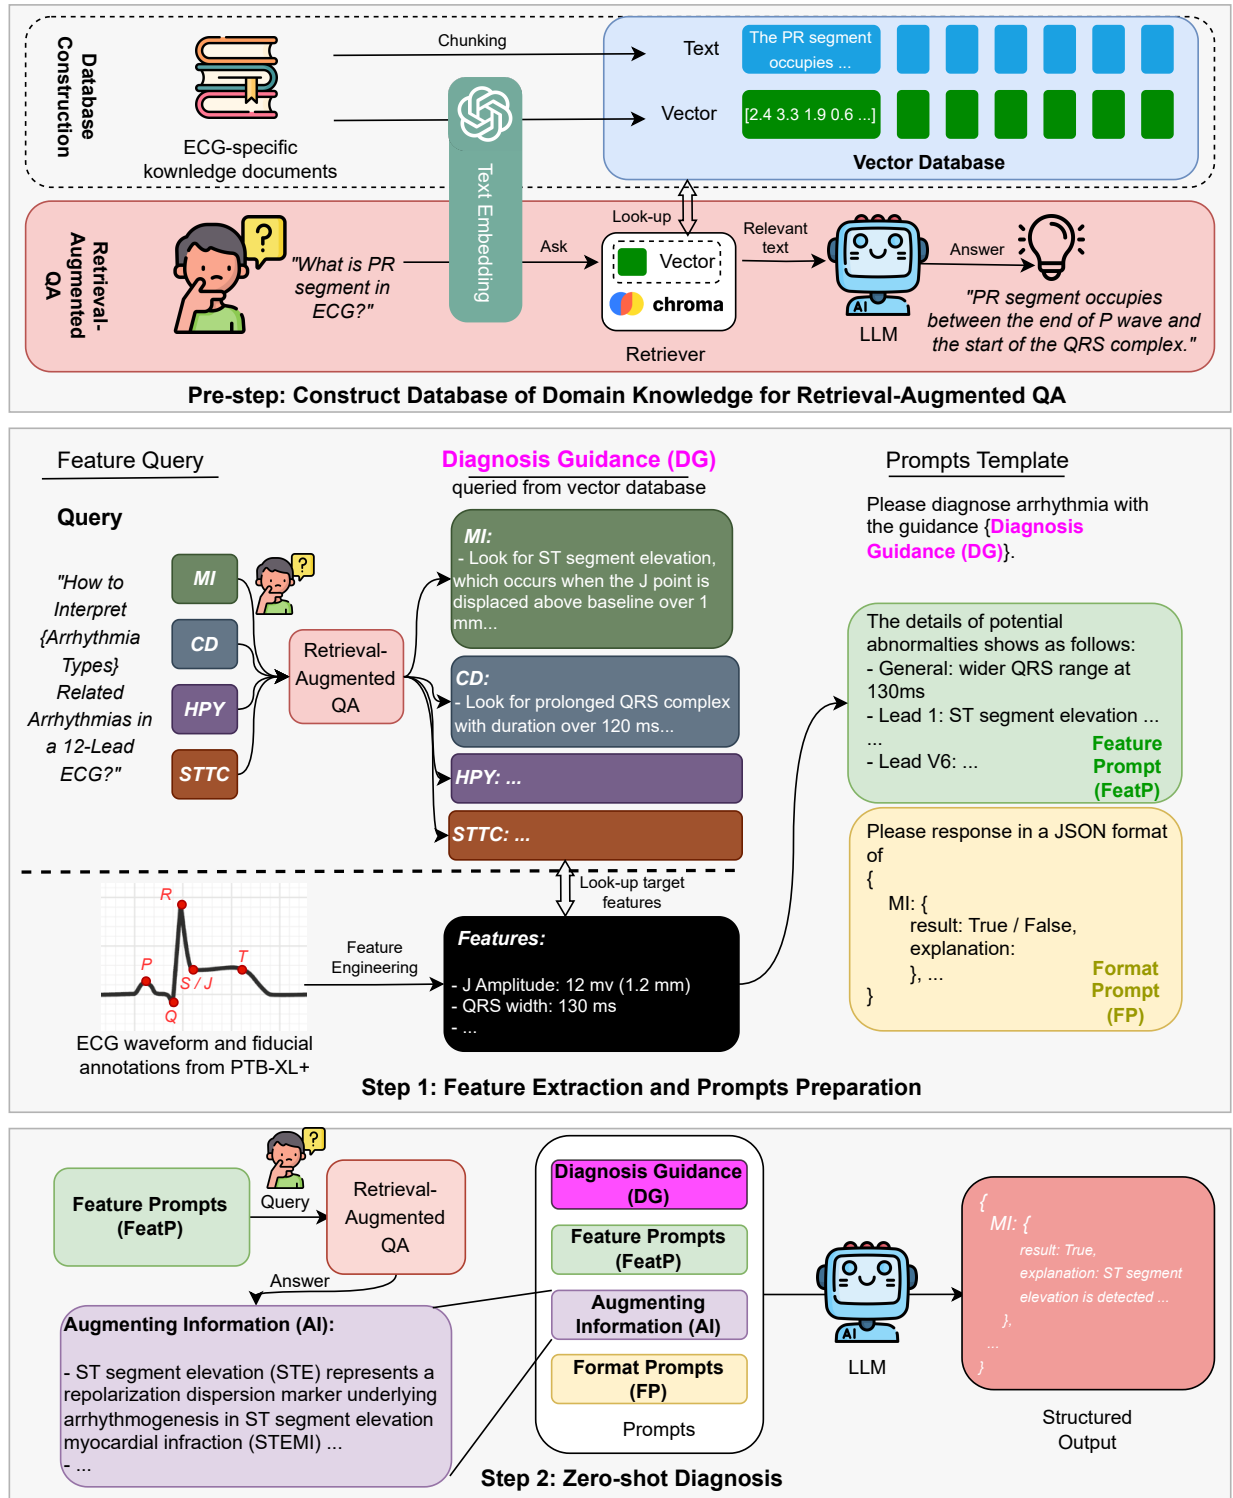 Database
Construction
ECG-specific
kownledge documents
Chunking
Text Embedding
Text
The PR segment
occupies ...
Vector
[2.4 3.3 1.9 0.6 ...]
Vector Database
Retrieval-
Augmented
QA
?
"What is PR
segment in
ECG?"
Ask
Look-up
Vector
chroma
Retriever
Relevant
text
AI
LLM
Answer
"PR segment occupies
between the end of P wave and
the start of the QRS complex."
Pre-step: Construct Database of Domain Knowledge for Retrieval-Augmented QA
Feature Query
Query
"How to
Interpret
{Arrhythmia
Types}
Related
Arrhythmias in
a 12-Lead
ECG?"
MI
CD
HPY
STTC
?
Retrieval-
Augmented
QA
Diagnosis Guidance (DG)
queried from vector database
MI:
- Look for ST segment elevation,
which occurs when the J point is
displaced above baseline over 1
mm...
CD:
- Look for prolonged QRS complex
with duration over 120 ms...
HPY: ...
STTC: ...
Prompts Template
Please diagnose arrhythmia with
the guidance {Diagnosis
Guidance (DG)}.
The details of potential
abnormalties shows as follows:
- General: wider QRS range at
130ms
- Lead 1: ST segment elevation ...
...
- Lead V6: ...
Feature
Prompt
(FeatP)
Please response in a JSON format
of
{
MI: {
result: True / False,
explanation:
}, ...
}
Format
Prompt
(FP)
R
P
T
S / J
Q
ECG waveform and fiducial
annotations from PTB-XL+
Feature
Engineering
Look-up target
features
Features:
- J Amplitude: 12 mv (1.2 mm)
- QRS width: 130 ms
- ...
Step 1: Feature Extraction and Prompts Preparation
Feature Prompts
(FeatP)
?
Query
Retrieval-
Augmented
QA
Answer
Augmenting Information (AI):
- ST segment elevation (STE) represents a
repolarization dispersion marker underlying
arrhythmogenesis in ST segment elevation
myocardial infraction (STEMI) ...
- ...
Diagnosis Guidance
(DG)
Feature Prompts
(FeatP)
Augmenting
Information (AI)
Format Prompts
(FP)
Prompts
AI
LLM
{
MI: {
result: True,
explanation: ST segment
elevation is detected ...
},
...
}
Structured
Output
Step 2: Zero-shot Diagnosis